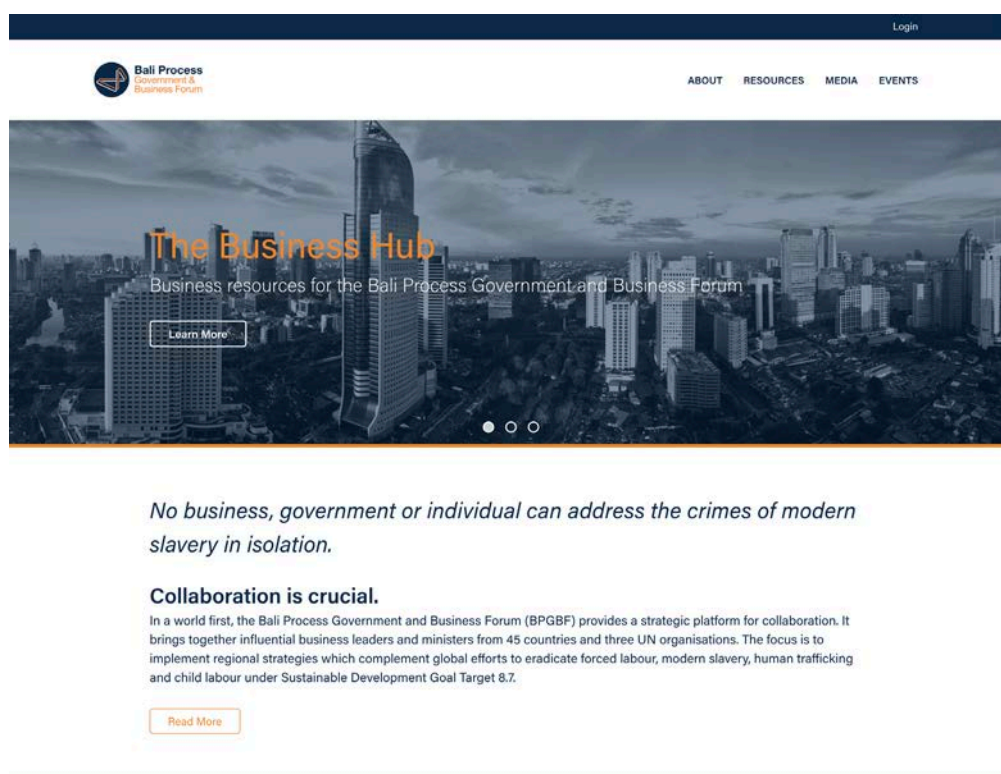 Login
Bali Process
Government &
Business Forum
ABOUT RESOURCES MEDIA EVENTS
The Business Hub
Business resources for the Bali Process Government and Business Forum
Learn More
No business, government or individual can address the crimes of modern
slavery in isolation.
Collaboration is crucial.
In a world first, the Bali Process Government and Business Forum (BPGBF) provides a strategic platform for collaboration. It
brings together influential business leaders and ministers from 45 countries and three UN organisations. The focus is to
implement regional strategies which complement global efforts to eradicate forced labour, modern slavery, human trafficking
and child labour under Sustainable Development Goal Target 8.7.
Read More